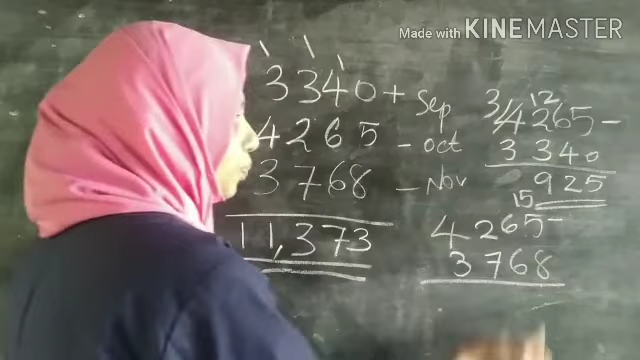 Made with KINEMASTER
3340 + Sep
4265 - Oct
3768 - Nov
11,373
3 12
4265 -
3340
925
15
4265 -
3768